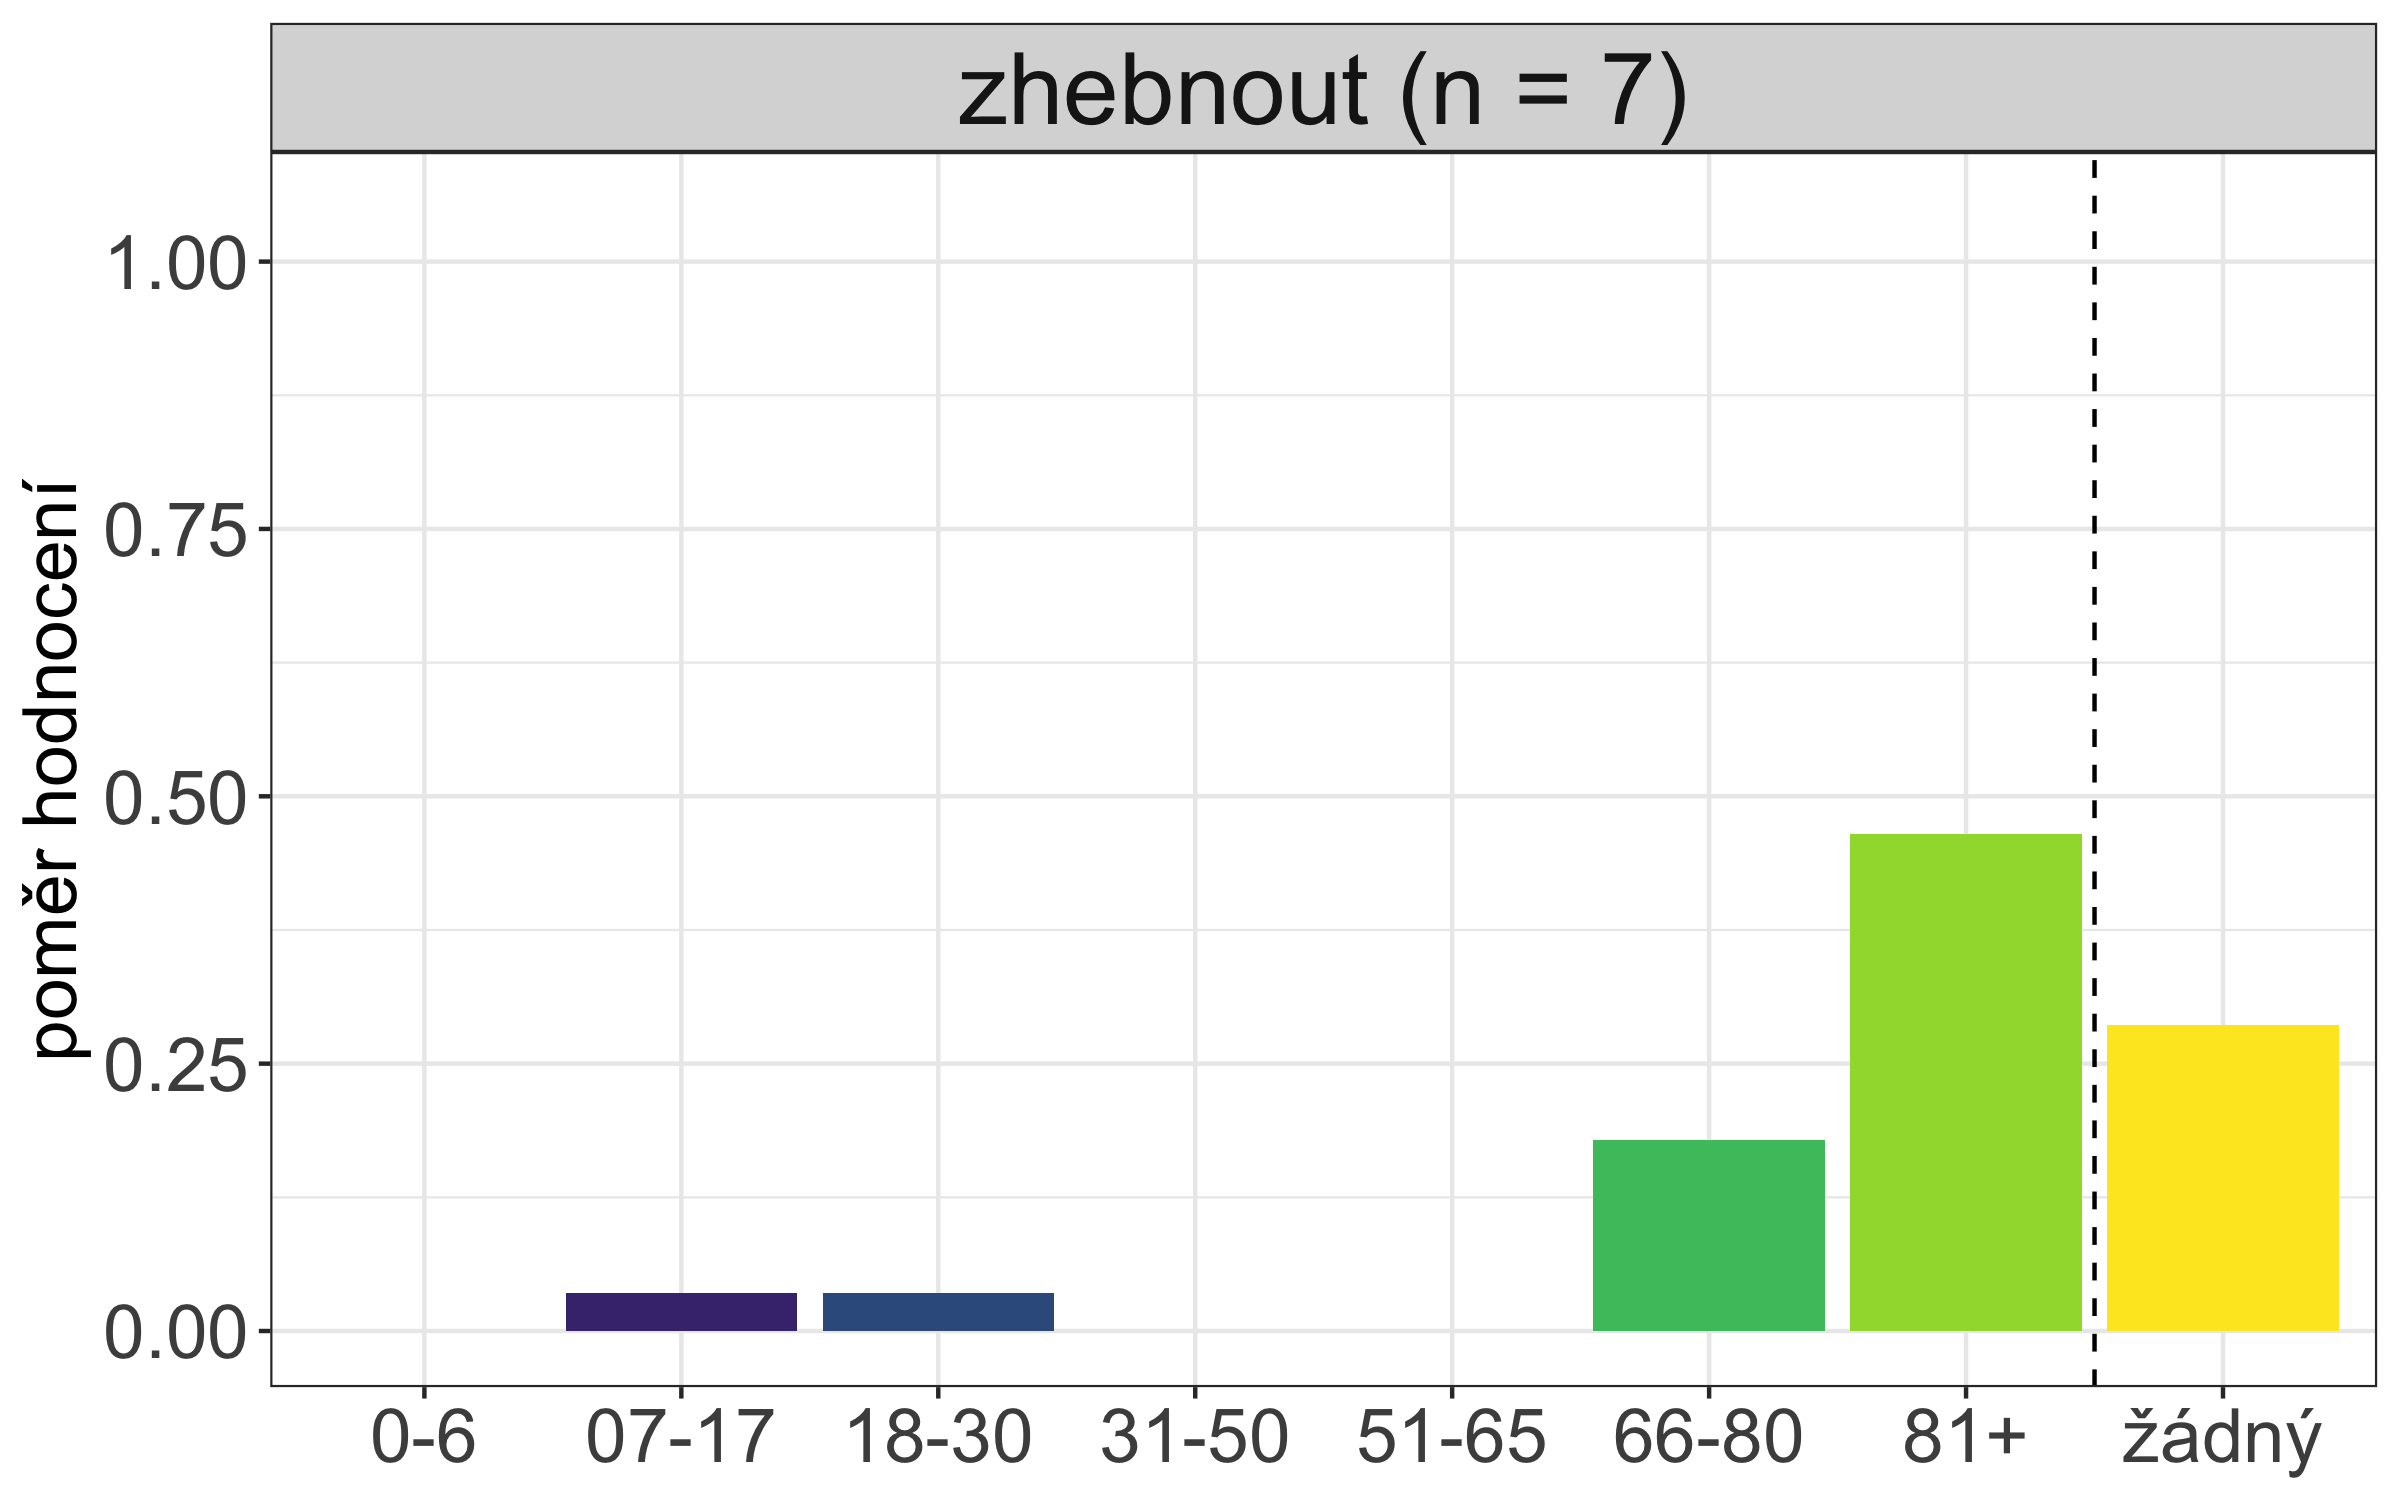 zhebnout (n = 7)
poměr hodnocení
1.00
0.75
0.50
0.25
0.00
0-6 07-17 18-30 31-50 51-65 66-80 81+ žádný